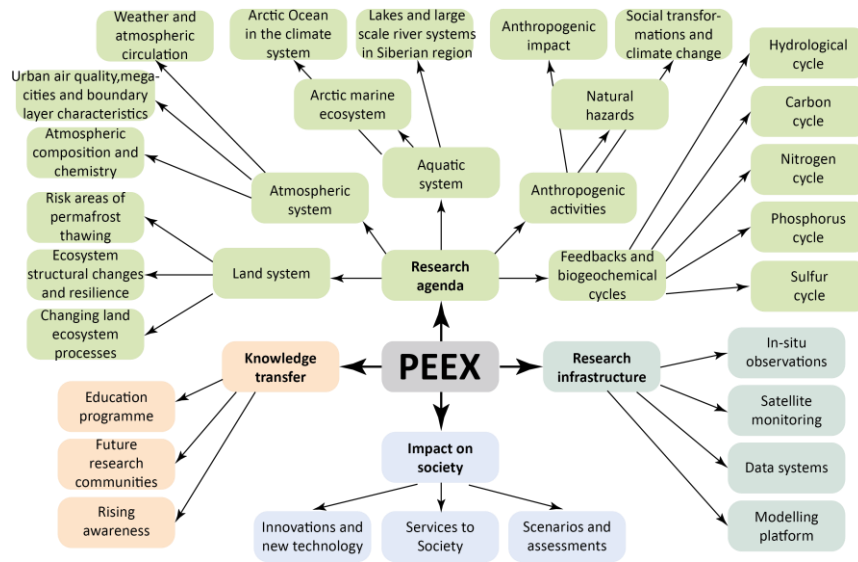 Weather and
atmospheric
circulation
Arctic Ocean
in the climate
system
Lakes and large
scale river systems
in Siberian region
Anthropogenic
impact
Social transfor-
mations and
climate change
Hydrological
cycle
Urban air quality,mega-
cities and boundary
layer characteristics
Arctic marine
ecosystem
Natural
hazards
Carbon
cycle
Atmospheric
composition and
chemistry
Atmospheric
system
Aquatic
system
Anthropogenic
activities
Nitrogen
cycle
Risk areas of
permafrost
thawing
Phosphorus
cycle
Ecosystem
structural changes
and resilience
Land system
Research
agenda
Feedbacks and
biogeochemical
cycles
Sulfur
cycle
Changing land
ecosystem
processes
Knowledge
transfer
PEEX
Research
infrastructure
In-situ
observations
Education
programme
Satellite
monitoring
Future
research
communities
Impact on
society
Data systems
Rising
awareness
Innovations and
new technology
Services to
Society
Scenarios and
assessments
Modelling
platform